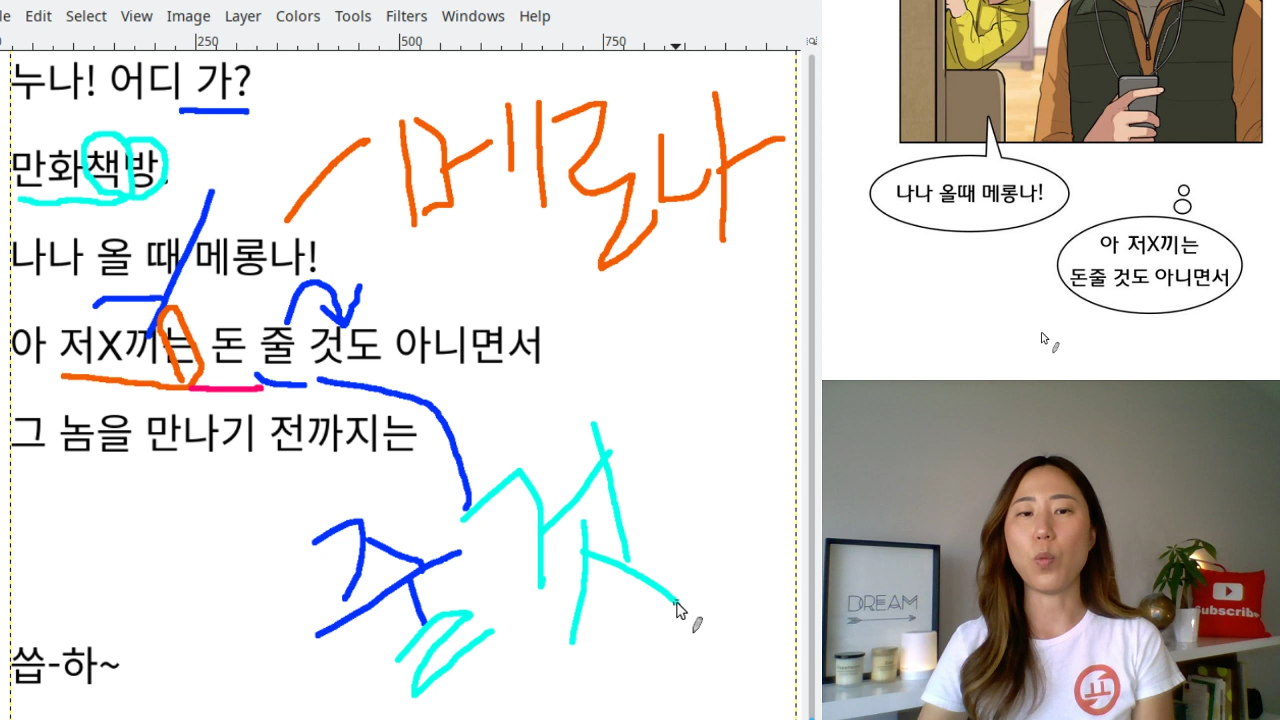 le Edit Select View Image Layer Colors Tools Filters Windows Help
250 500 750
누나! 어디 가?
만화책방.
나나 올 때 메롱나!
아 저X끼는 돈 줄 것도 아니면서
그 놈을 만나기 전까지는
씁-하~
메로나
줄
것
나나 올때 메롱나!
아 저X끼는
돈줄 것도 아니면서
DREAM
Subscribe